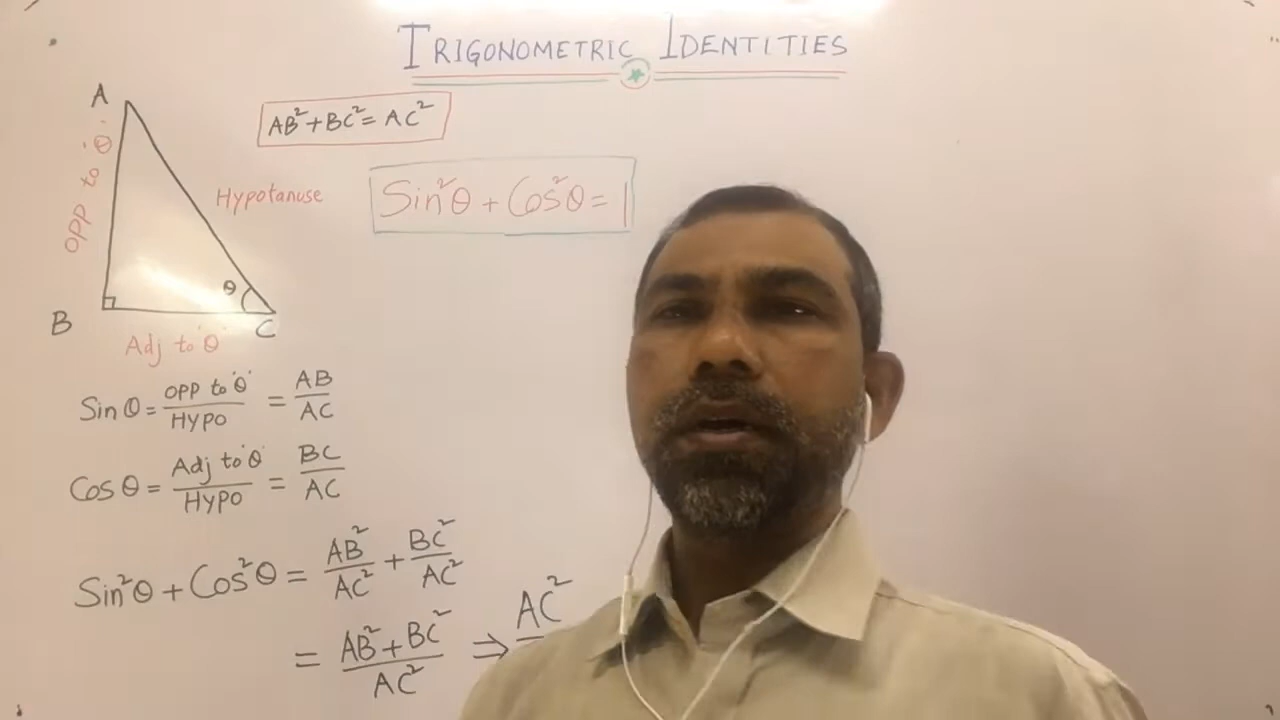 TRIGONOMETRIC IDENTITIES
A
AB² + BC² = AC²
OPP to 'θ'
Hypotanuse
Sin²θ + Cos²θ = 1
θ
B
C
Adj to 'θ'
Sin θ = OPP to 'θ' / HYPO = AB / AC
Cos θ = Adj to 'θ' / HYPO = BC / AC
Sin²θ + Cos²θ = AB² / AC² + BC² / AC²
= AB² + BC² / AC² ⇒ AC²